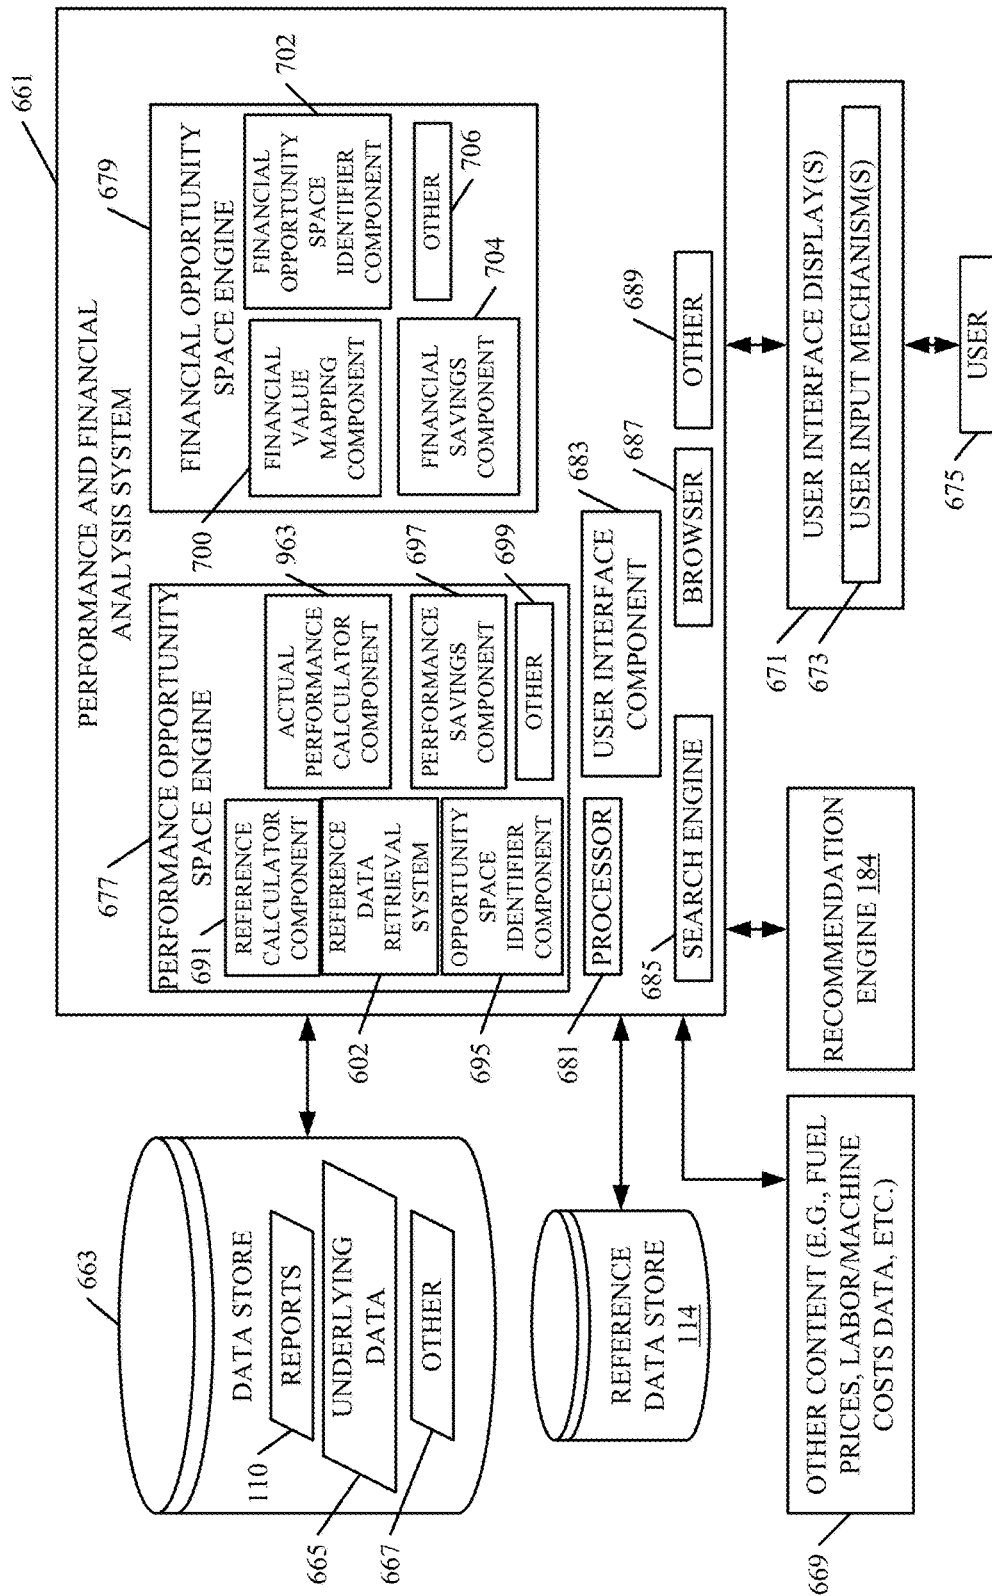 661
PERFORMANCE AND FINANCIAL
ANALYSIS SYSTEM
677
PERFORMANCE OPPORTUNITY
SPACE ENGINE
691
REFERENCE
CALCULATOR
COMPONENT
REFERENCE
DATA
RETRIEVAL
SYSTEM
602
OPPORTUNITY
SPACE
IDENTIFIER
COMPONENT
695
ACTUAL
PERFORMANCE
CALCULATOR
COMPONENT
963
PERFORMANCE
SAVINGS
COMPONENT
697
OTHER
699
679
FINANCIAL OPPORTUNITY
SPACE ENGINE
FINANCIAL
VALUE
MAPPING
COMPONENT
700
FINANCIAL
OPPORTUNITY
SPACE
IDENTIFIER
COMPONENT
702
FINANCIAL
SAVINGS
COMPONENT
704
OTHER
706
PROCESSOR
681
USER INTERFACE
COMPONENT
683
SEARCH ENGINE
685
BROWSER
687
OTHER
689
663
DATA STORE
REPORTS
110
UNDERLYING
DATA
665
OTHER
667
REFERENCE
DATA STORE
114
OTHER CONTENT (E.G., FUEL
PRICES, LABOR/MACHINE
COSTS DATA, ETC.)
669
RECOMMENDATION
ENGINE 184
USER INTERFACE DISPLAY(S)
671
USER INPUT MECHANISM(S)
673
USER
675